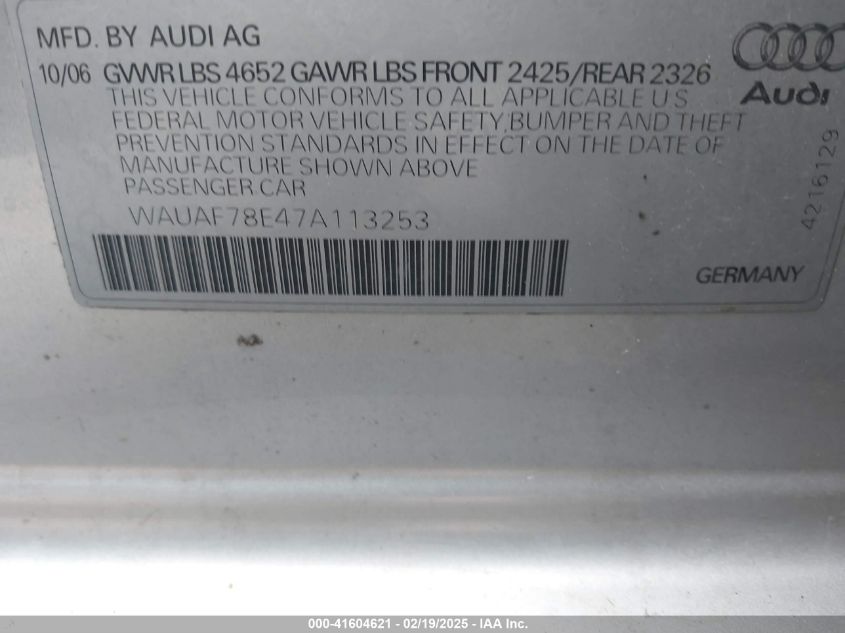 MFD. BY AUDI AG
10/06 GVWR LBS 4652 GAWR LBS FRONT 2425/REAR 2326
Audi
THIS VEHICLE CONFORMS TO ALL APPLICABLE U S
FEDERAL MOTOR VEHICLE SAFETY,BUMPER AND THEFT
PREVENTION STANDARDS IN EFFECT ON THE DATE OF
MANUFACTURE SHOWN ABOVE
PASSENGER CAR
4216129
WAUAF78E47A113253
GERMANY
000-41604621 - 02/19/2025 - IAA Inc.